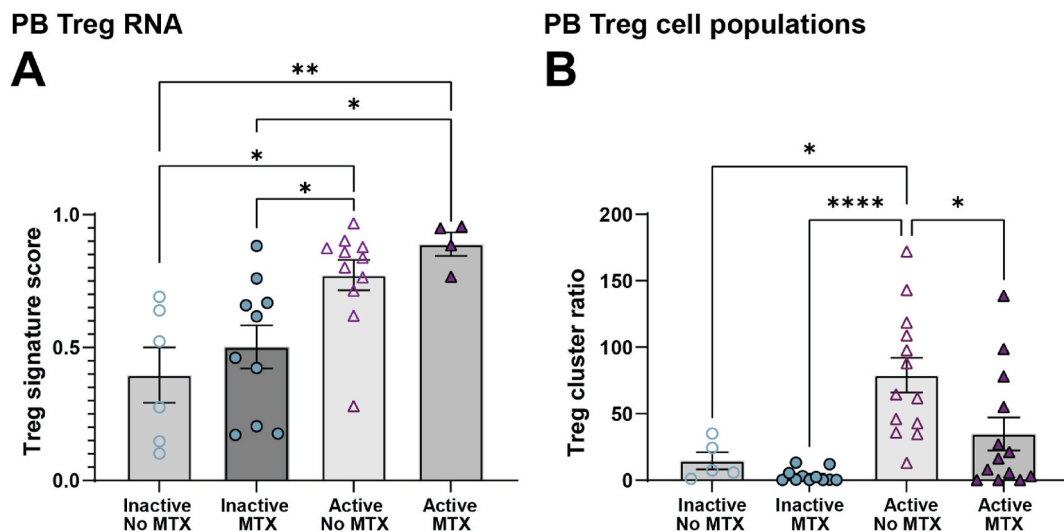 PB Treg RNA
A
**
*
*
*
Treg signature score
1.0
0.5
0.0
Inactive No MTX
Inactive MTX
Active No MTX
Active MTX
PB Treg cell populations
B
*
****
*
Treg cluster ratio
200
150
100
50
0
Inactive No MTX
Inactive MTX
Active No MTX
Active MTX